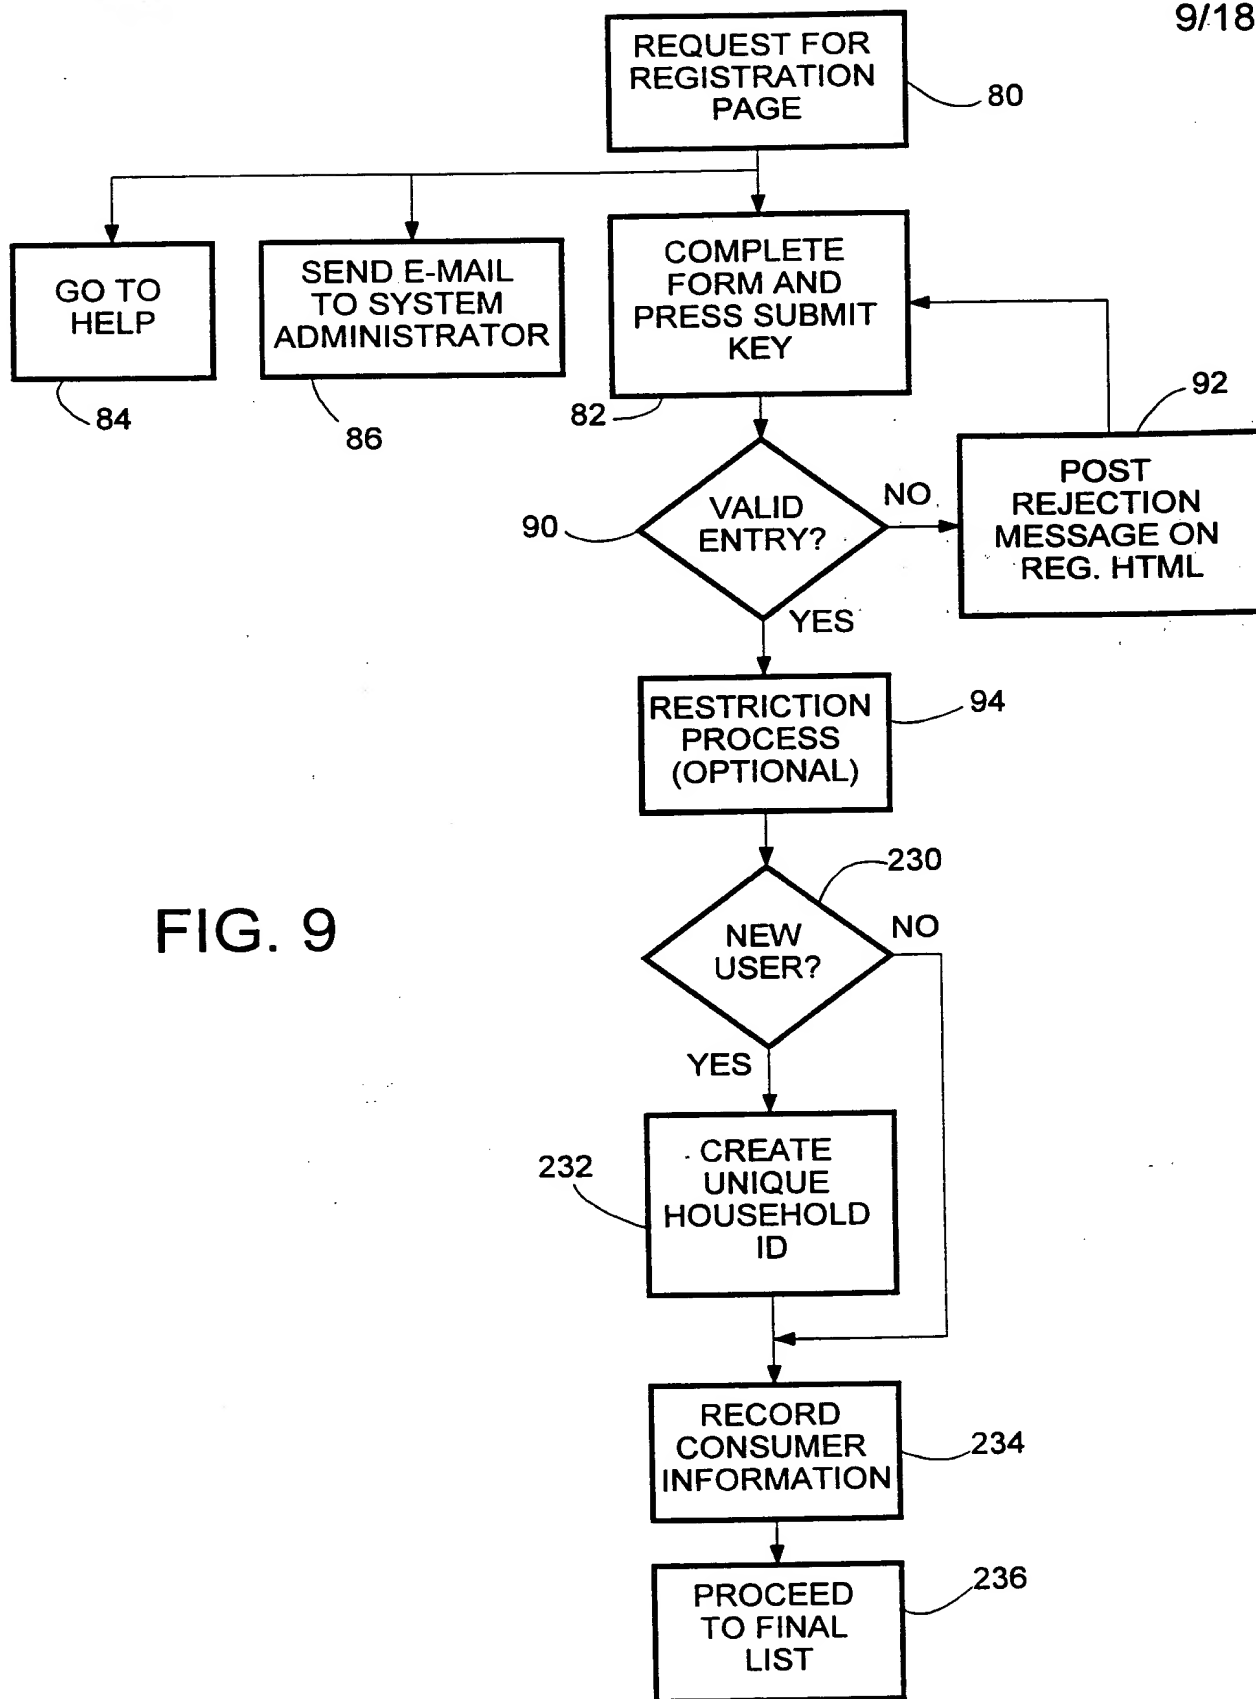 9/18
REQUEST FOR
REGISTRATION
PAGE
80
GO TO
HELP
84
SEND E-MAIL
TO SYSTEM
ADMINISTRATOR
86
COMPLETE
FORM AND
PRESS SUBMIT
KEY
82
92
POST
REJECTION
MESSAGE ON
REG. HTML
90
VALID
ENTRY?
NO
YES
RESTRICTION
PROCESS
(OPTIONAL)
94
230
NEW
USER?
NO
YES
FIG. 9
232
CREATE
UNIQUE
HOUSEHOLD
ID
RECORD
CONSUMER
INFORMATION
234
PROCEED
TO FINAL
LIST
236